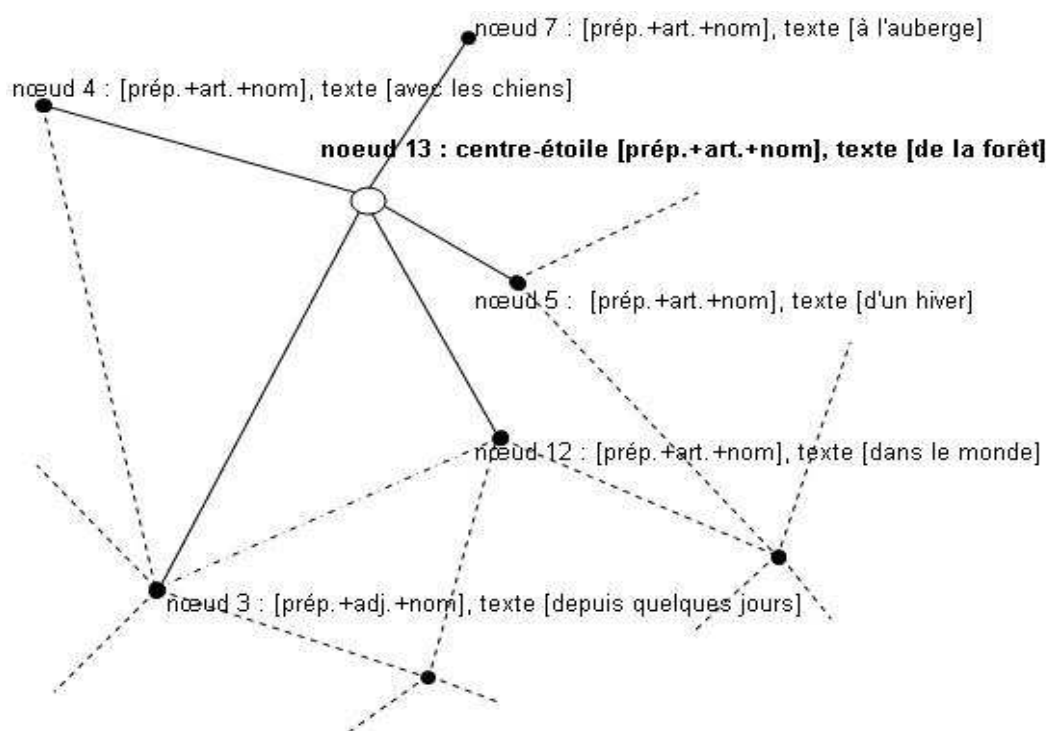 nœud 7 : [prép.+art.+nom], texte [à l'auberge]
nœud 4 : [prép.+art.+nom], texte [avec les chiens]
noeud 13 : centre-étoile [prép.+art.+nom], texte [de la forêt]
nœud 5 : [prép.+art.+nom], texte [d'un hiver]
nœud 12 : [prép.+art.+nom], texte [dans le monde]
nœud 3 : [prép.+adj.+nom], texte [depuis quelques jours]